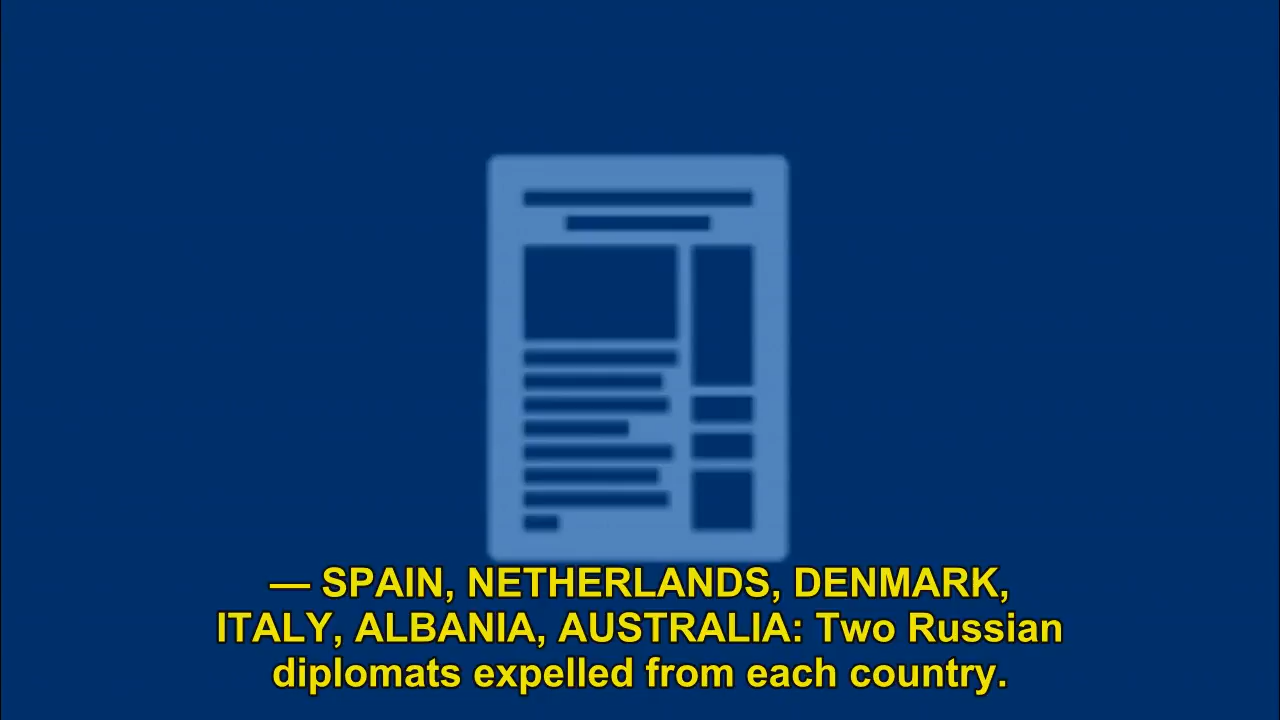 — SPAIN, NETHERLANDS, DENMARK,
ITALY, ALBANIA, AUSTRALIA: Two Russian
diplomats expelled from each country.